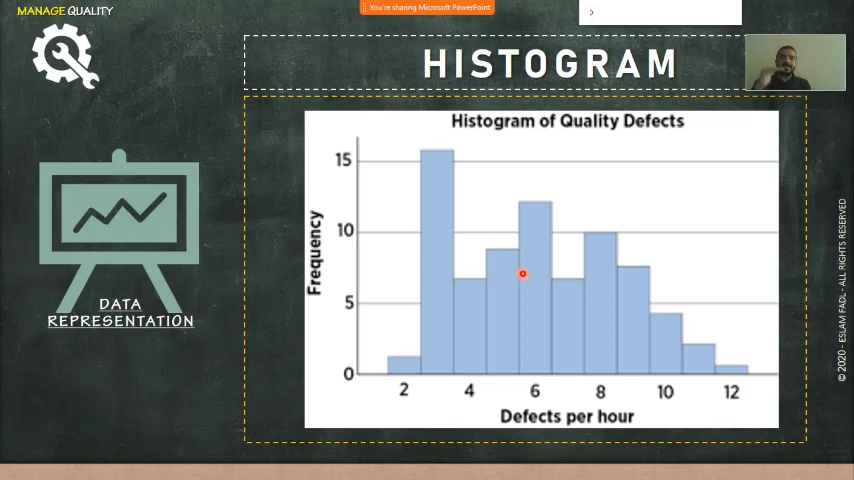 MANAGE QUALITY
You're sharing Microsoft PowerPoint
HISTOGRAM
DATA
REPRESENTATION
Histogram of Quality Defects
Frequency
15
10
5
0
2 4 6 8 10 12
Defects per hour
© 2020 - ESLAM FADL - ALL RIGHTS RESERVED